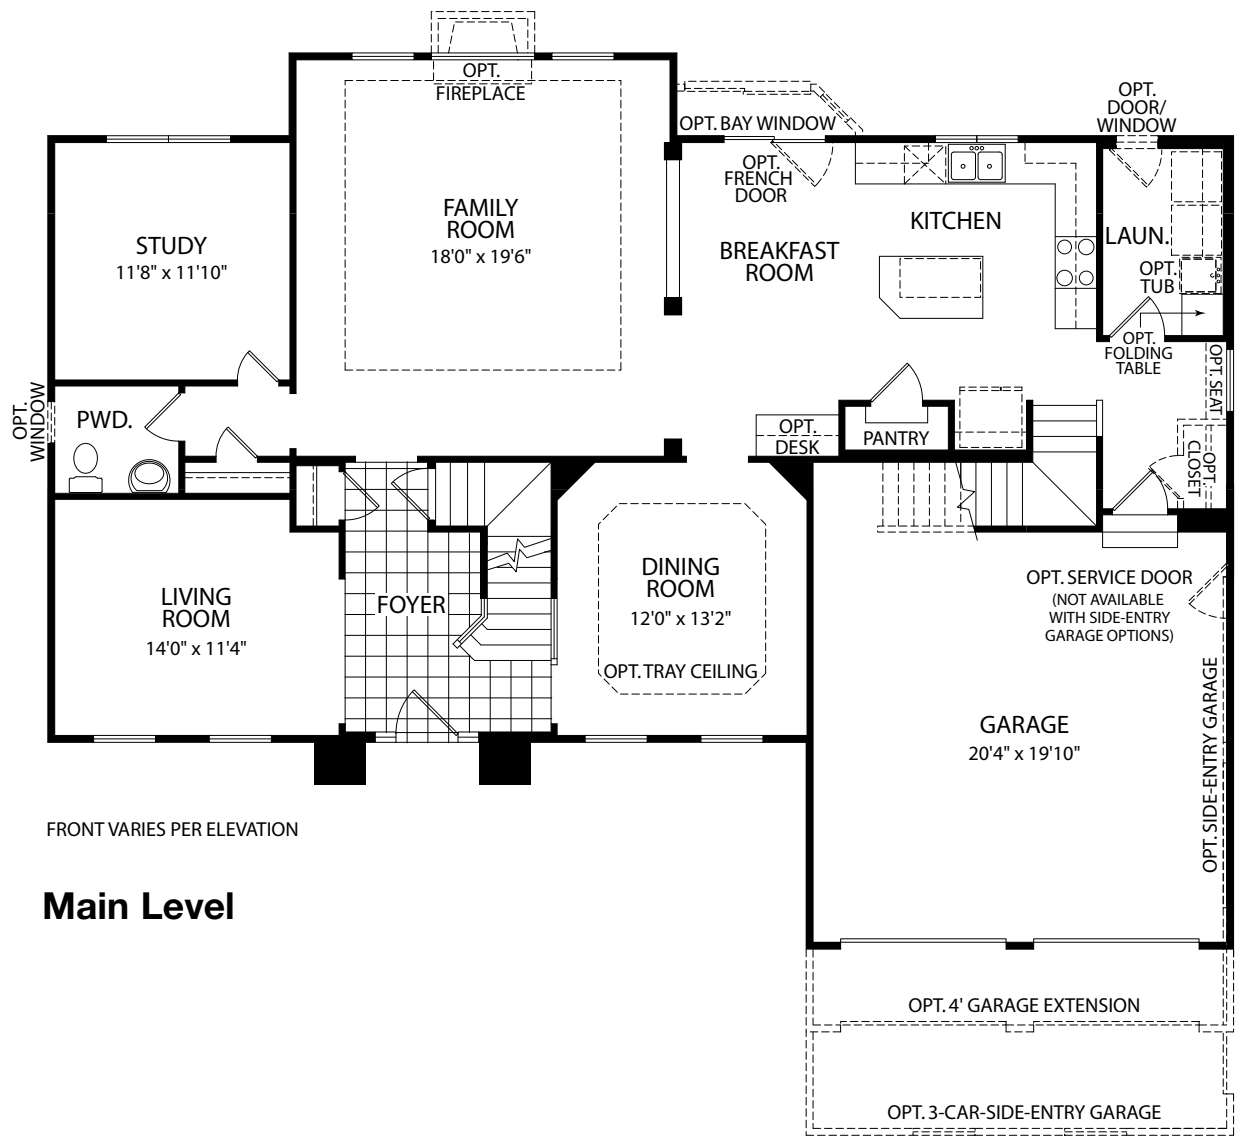 OPT.
FIREPLACE
OPT. BAY WINDOW
OPT.
DOOR/
WINDOW
OPT.
FRENCH
DOOR
FAMILY
ROOM
18'0" x 19'6"
STUDY
11'8" x 11'10"
BREAKFAST
ROOM
KITCHEN
LAUN.
OPT.
TUB
OPT.
FOLDING
TABLE
OPT. SEAT
OPT.
WINDOW
PWD.
OPT.
DESK
PANTRY
OPT.
CLOSET
LIVING
ROOM
14'0" x 11'4"
FOYER
DINING
ROOM
12'0" x 13'2"
OPT. TRAY CEILING
OPT. SERVICE DOOR
(NOT AVAILABLE
WITH SIDE-ENTRY
GARAGE OPTIONS)
GARAGE
20'4" x 19'10"
OPT. SIDE-ENTRY GARAGE
FRONT VARIES PER ELEVATION
Main Level
OPT. 4' GARAGE EXTENSION
OPT. 3-CAR-SIDE-ENTRY GARAGE